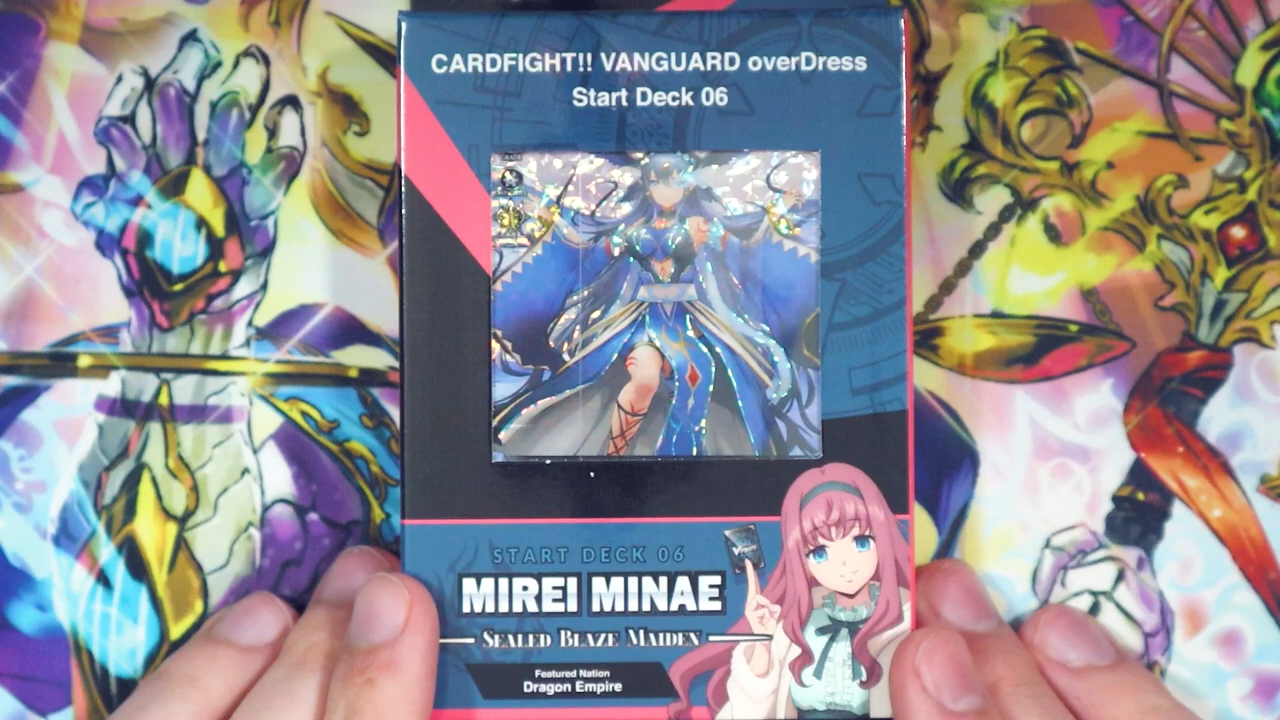 CARDFIGHT!! VANGUARD overDress
Start Deck 06
START DECK 06
MIREI MINAE
SEALED BLAZE MAIDEN
Featured Nation
Dragon Empire